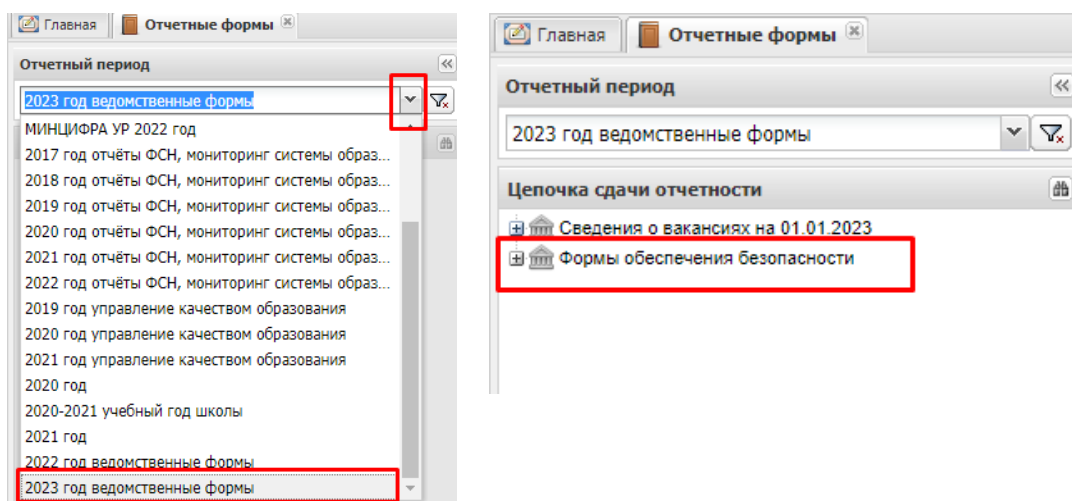 Главная Отчетные формы
Отчетный период
2023 год ведомственные формы
МИНЦИФРА УР 2022 год
2017 год отчёты ФСН, мониторинг системы образ...
2018 год отчёты ФСН, мониторинг системы образ...
2019 год отчёты ФСН, мониторинг системы образ...
2020 год отчёты ФСН, мониторинг системы образ...
2021 год отчёты ФСН, мониторинг системы образ...
2022 год отчёты ФСН, мониторинг системы образ...
2019 год управление качеством образования
2020 год управление качеством образования
2021 год управление качеством образования
2020 год
2020-2021 учебный год школы
2021 год
2022 год ведомственные формы
2023 год ведомственные формы
Главная Отчетные формы
Отчетный период
2023 год ведомственные формы
Цепочка сдачи отчетности
Сведения о вакансиях на 01.01.2023
Формы обеспечения безопасности